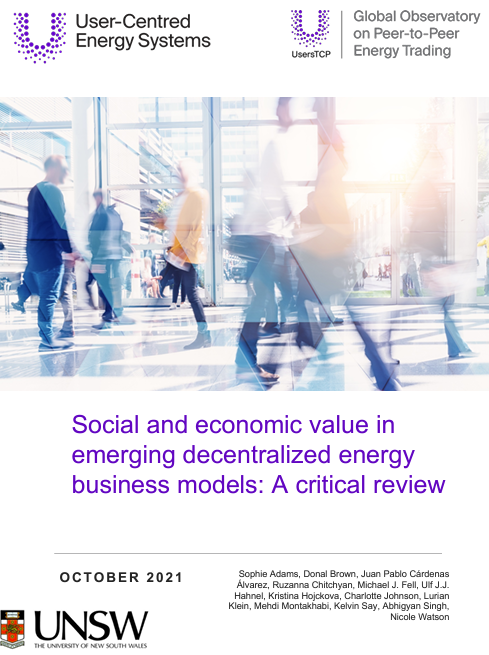 User-Centred
Energy Systems
UsersTCP
Global Observatory
on Peer-to-Peer
Energy Trading
Social and economic value in
emerging decentralized energy
business models: A critical review
OCTOBER 2021
Sophie Adams, Donal Brown, Juan Pablo Cárdenas
Álvarez, Ruzanna Chitchyan, Michael J. Fell, Ulf J.J.
Hahnel, Kristina Hojckova, Charlotte Johnson, Lurian
Klein, Mehdi Montakhabi, Kelvin Say, Abhigyan Singh,
Nicole Watson
UNSW
THE UNIVERSITY OF NEW SOUTH WALES